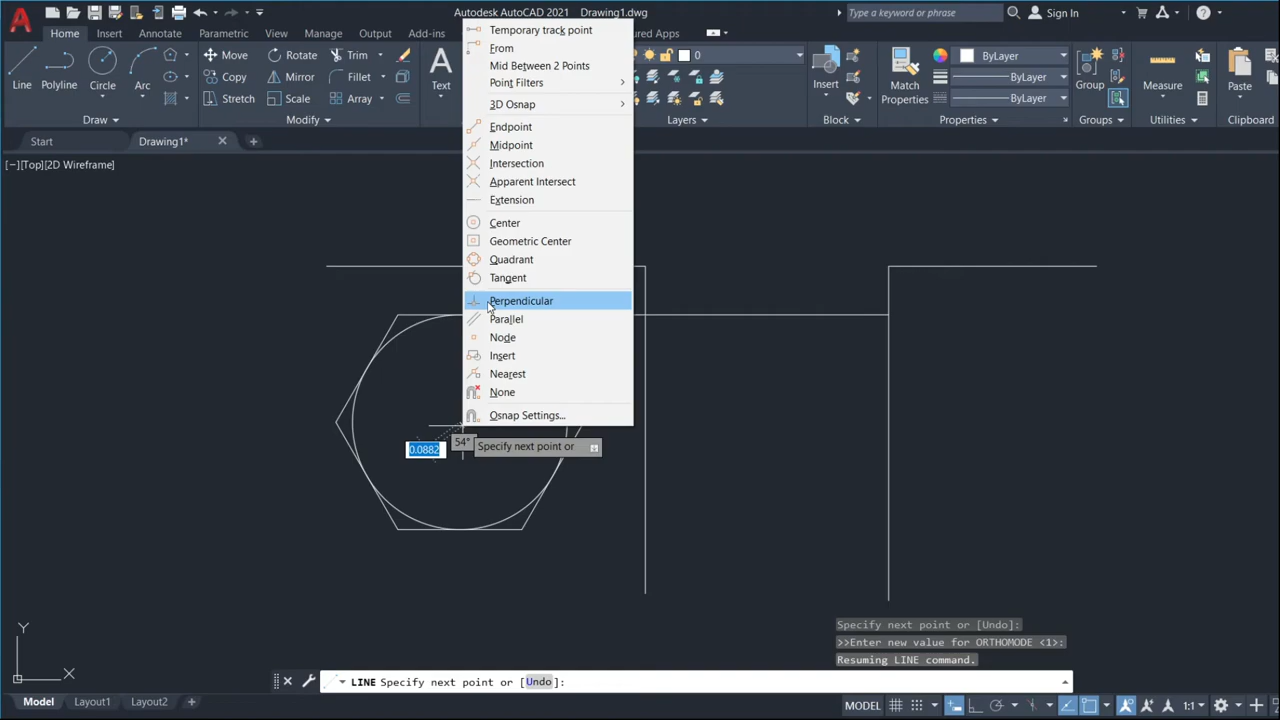 Autodesk AutoCAD 2021 Drawing1.dwg
Type a keyword or phrase
Sign In
Home Insert Annotate Parametric View Manage Output Add-ins
Line
Polyline
Circle
Arc
Draw
Move
Copy
Stretch
Rotate
Mirror
Scale
Trim
Fillet
Array
Modify
Text
0
Layers
Insert
Block
Match
Properties
ByLayer
ByLayer
ByLayer
Properties
Group
Groups
Measure
Utilities
Paste
Clipboard
Start
Drawing1*
[−][Top][2D Wireframe]
Temporary track point
From
Mid Between 2 Points
Point Filters
3D Osnap
Endpoint
Midpoint
Intersection
Apparent Intersect
Extension
Center
Geometric Center
Quadrant
Tangent
Perpendicular
Parallel
Node
Insert
Nearest
None
Osnap Settings...
0.0882
54°
Specify next point or
Y
X
Specify next point or [Undo]:
>>Enter new value for ORTHOMODE <1>:
Resuming LINE command.
LINE Specify next point or [Undo]:
Model Layout1 Layout2
MODEL
1:1